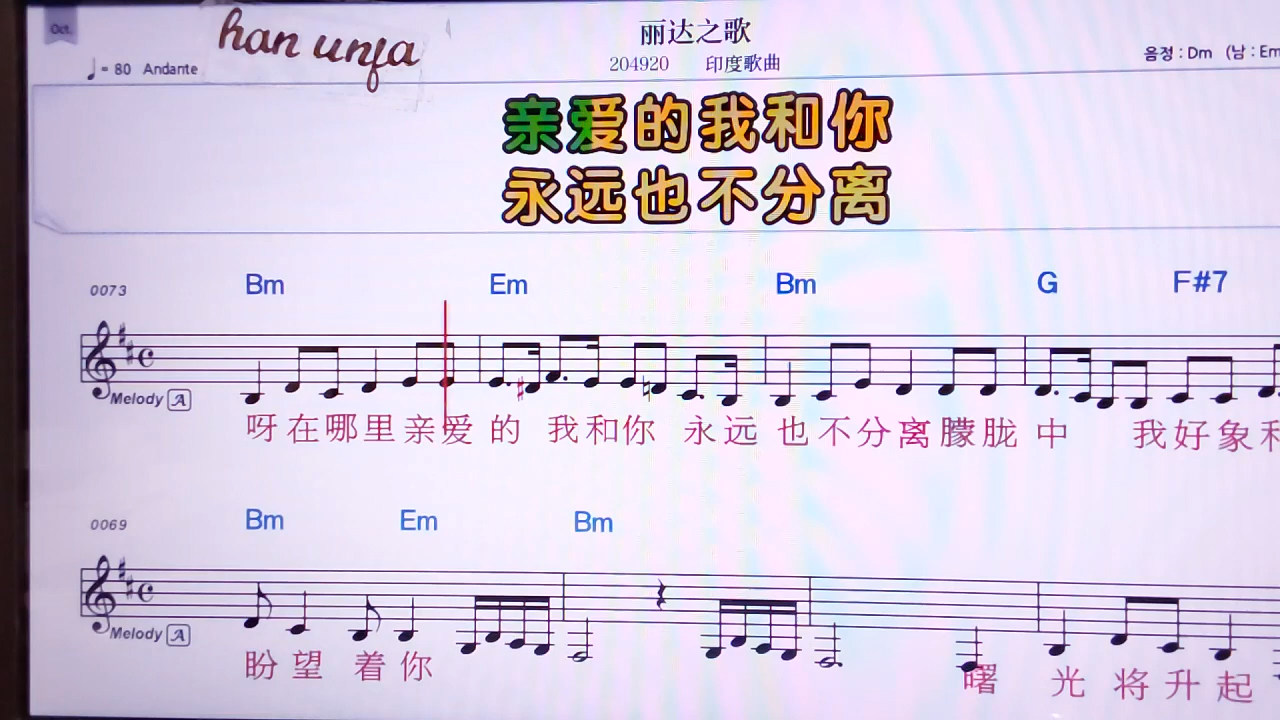 Oct.
han unfa
丽达之歌
♩= 80 Andante
204920 印度歌曲
음정 : Dm (남 : Em
亲爱的我和你
永远也不分离
0073 Bm Em Bm G F#7
Melody A
呀在哪里亲爱的 我和你 永远 也不分离朦胧中 我好象和
0069 Bm Em Bm
Melody A
盼望 着你 曙 光 将升起